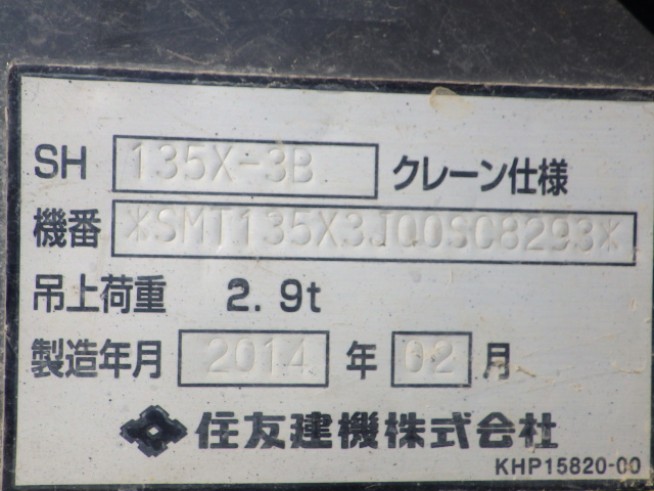 SH 135X-3B クレーン仕様
機番 *SMT135X3J00S08293*
吊上荷重 2.9t
製造年月 2014 年 02 月
住友建機株式会社
KHP15820-00